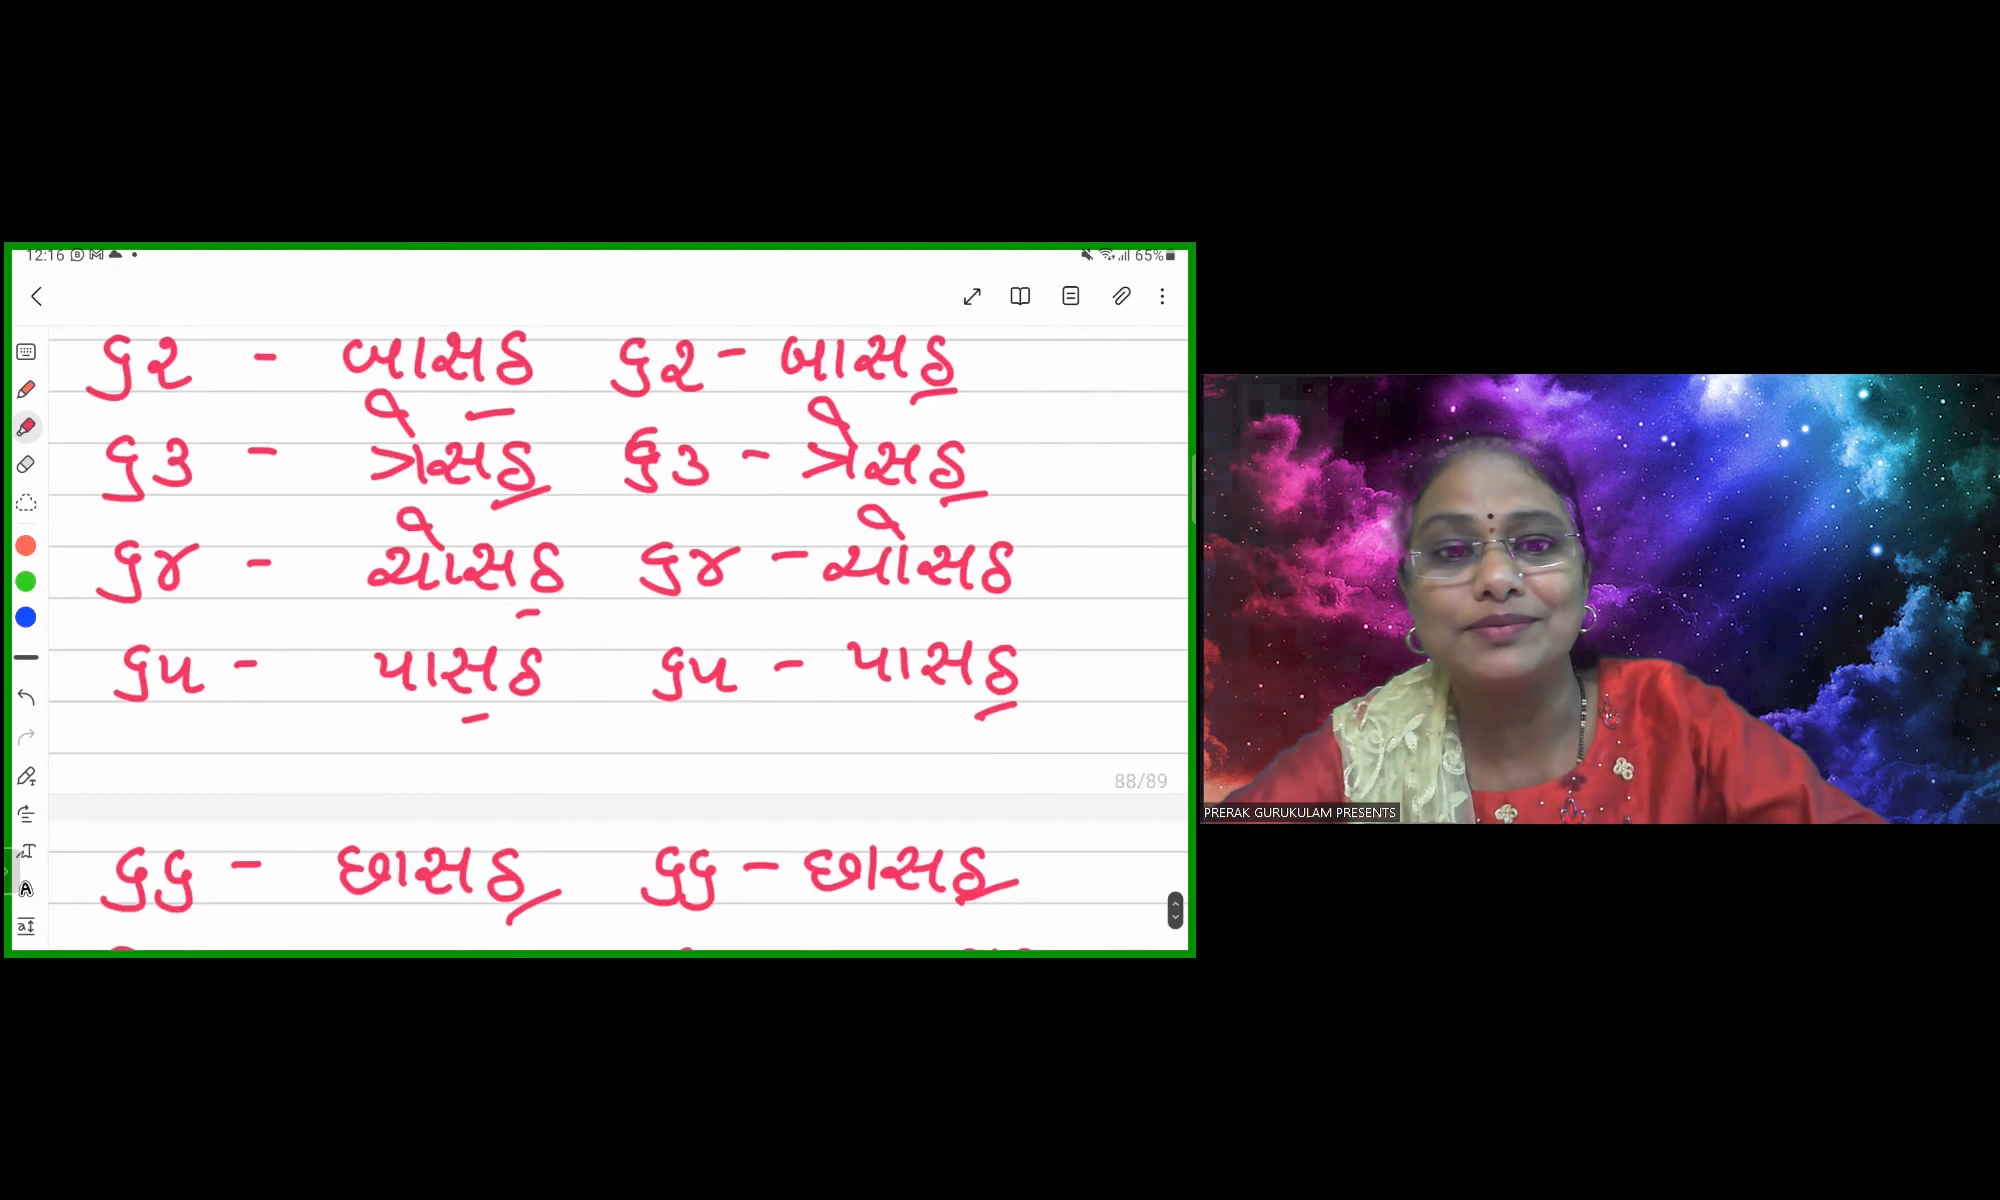 12:16
65%
૬૨ - બાસઠ ૬૨ - બાસઠ
૬૩ - ત્રેસઠ ૬૩ - ત્રેસઠ
૬૪ - ચોસઠ ૬૪ - ચોસઠ
૬૫ - પાસઠ ૬૫ - પાસઠ
88/89
૬૬ - છાસઠ ૬૬ - છાસઠ
PRERAK GURUKULAM PRESENTS